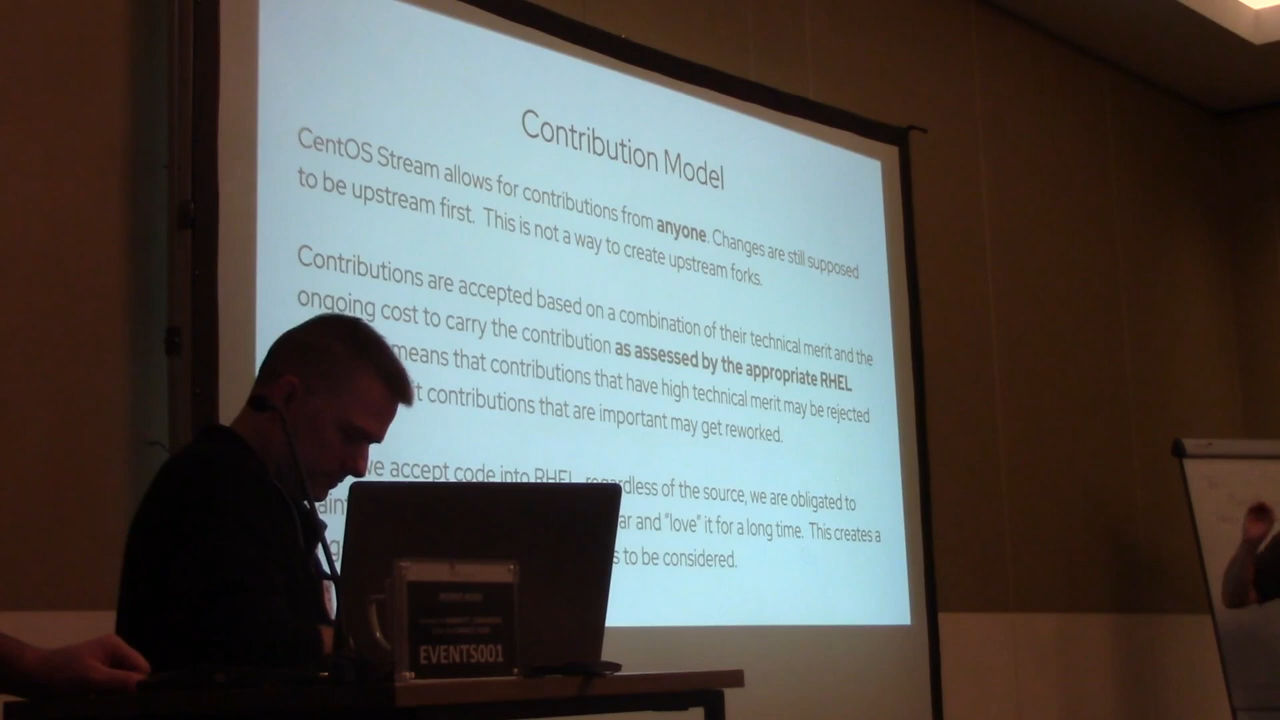 Contribution Model
CentOS Stream allows for contributions from anyone. Changes are still supposed
to be upstream first. This is not a way to create upstream forks.
Contributions are accepted based on a combination of their technical merit and the
ongoing cost to carry the contribution as assessed by the appropriate RHEL
means that contributions that have high technical merit may be rejected
contributions that are important may get reworked.
we accept code into RHEL, regardless of the source, we are obligated to
and "love" it for a long time. This creates a
to be considered.
EVENTS001